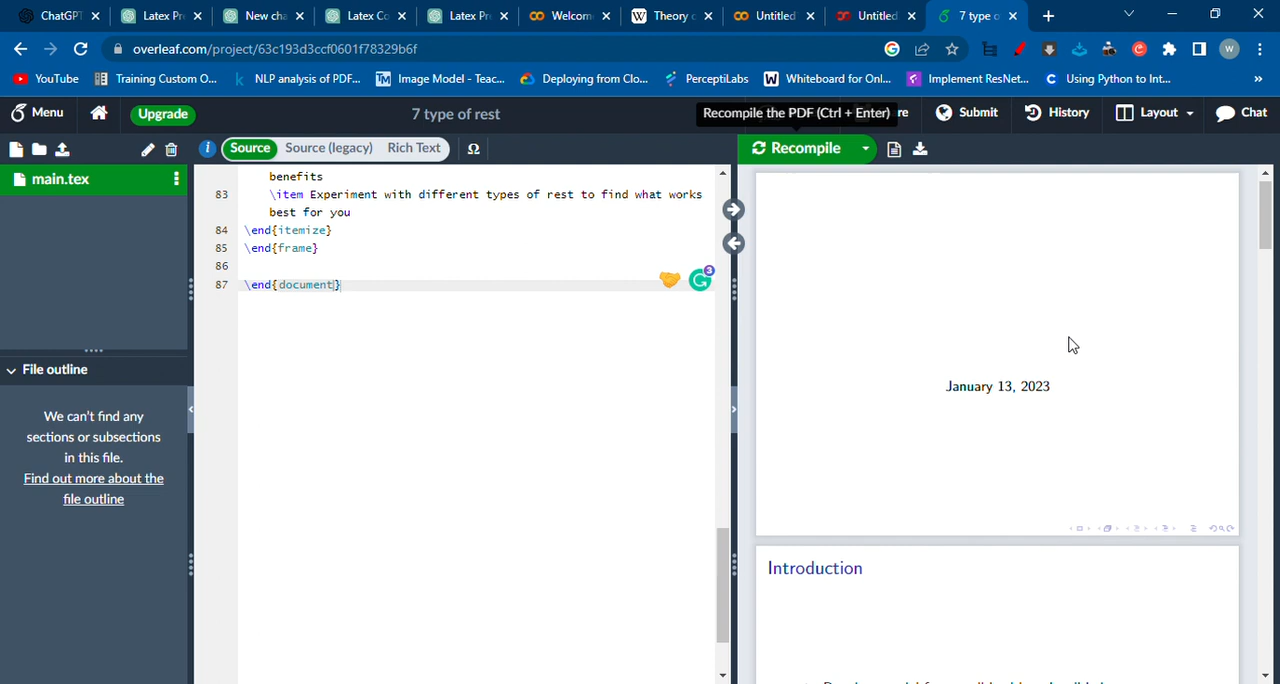 ChatGP
Latex Pr
New cha
Latex Co
Latex Pr
Welcom
Theory
Untitled
Untitled
7 type o
overleaf.com/project/63c193d3ccf0601f78329b6f
W
YouTube
Training Custom O...
NLP analysis of PDF...
Image Model - Teac...
Deploying from Clo...
PerceptiLabs
Whiteboard for Onl...
Implement ResNet...
Using Python to Int...
Menu
Upgrade
7 type of rest
Recompile the PDF (Ctrl + Enter)
re
Submit
History
Layout
Chat
Source
Source (legacy)
Rich Text
Ω
Recompile
main.tex
benefits
83 \item Experiment with different types of rest to find what works
best for you
84 \end{itemize}
85 \end{frame}
86
87 \end{document}
3
File outline
We can't find any
sections or subsections
in this file.
Find out more about the
file outline
January 13, 2023
Introduction